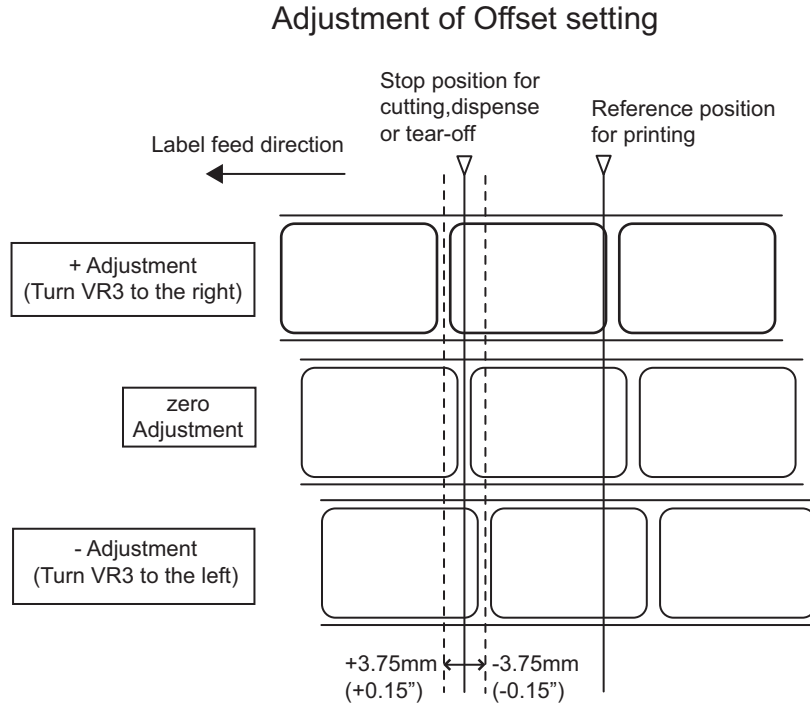 Adjustment of Offset setting
Stop position for
cutting,dispense
or tear-off
Reference position
for printing
Label feed direction
+ Adjustment
(Turn VR3 to the right)
zero
Adjustment
- Adjustment
(Turn VR3 to the left)
+3.75mm
(+0.15”)
-3.75mm
(-0.15”)